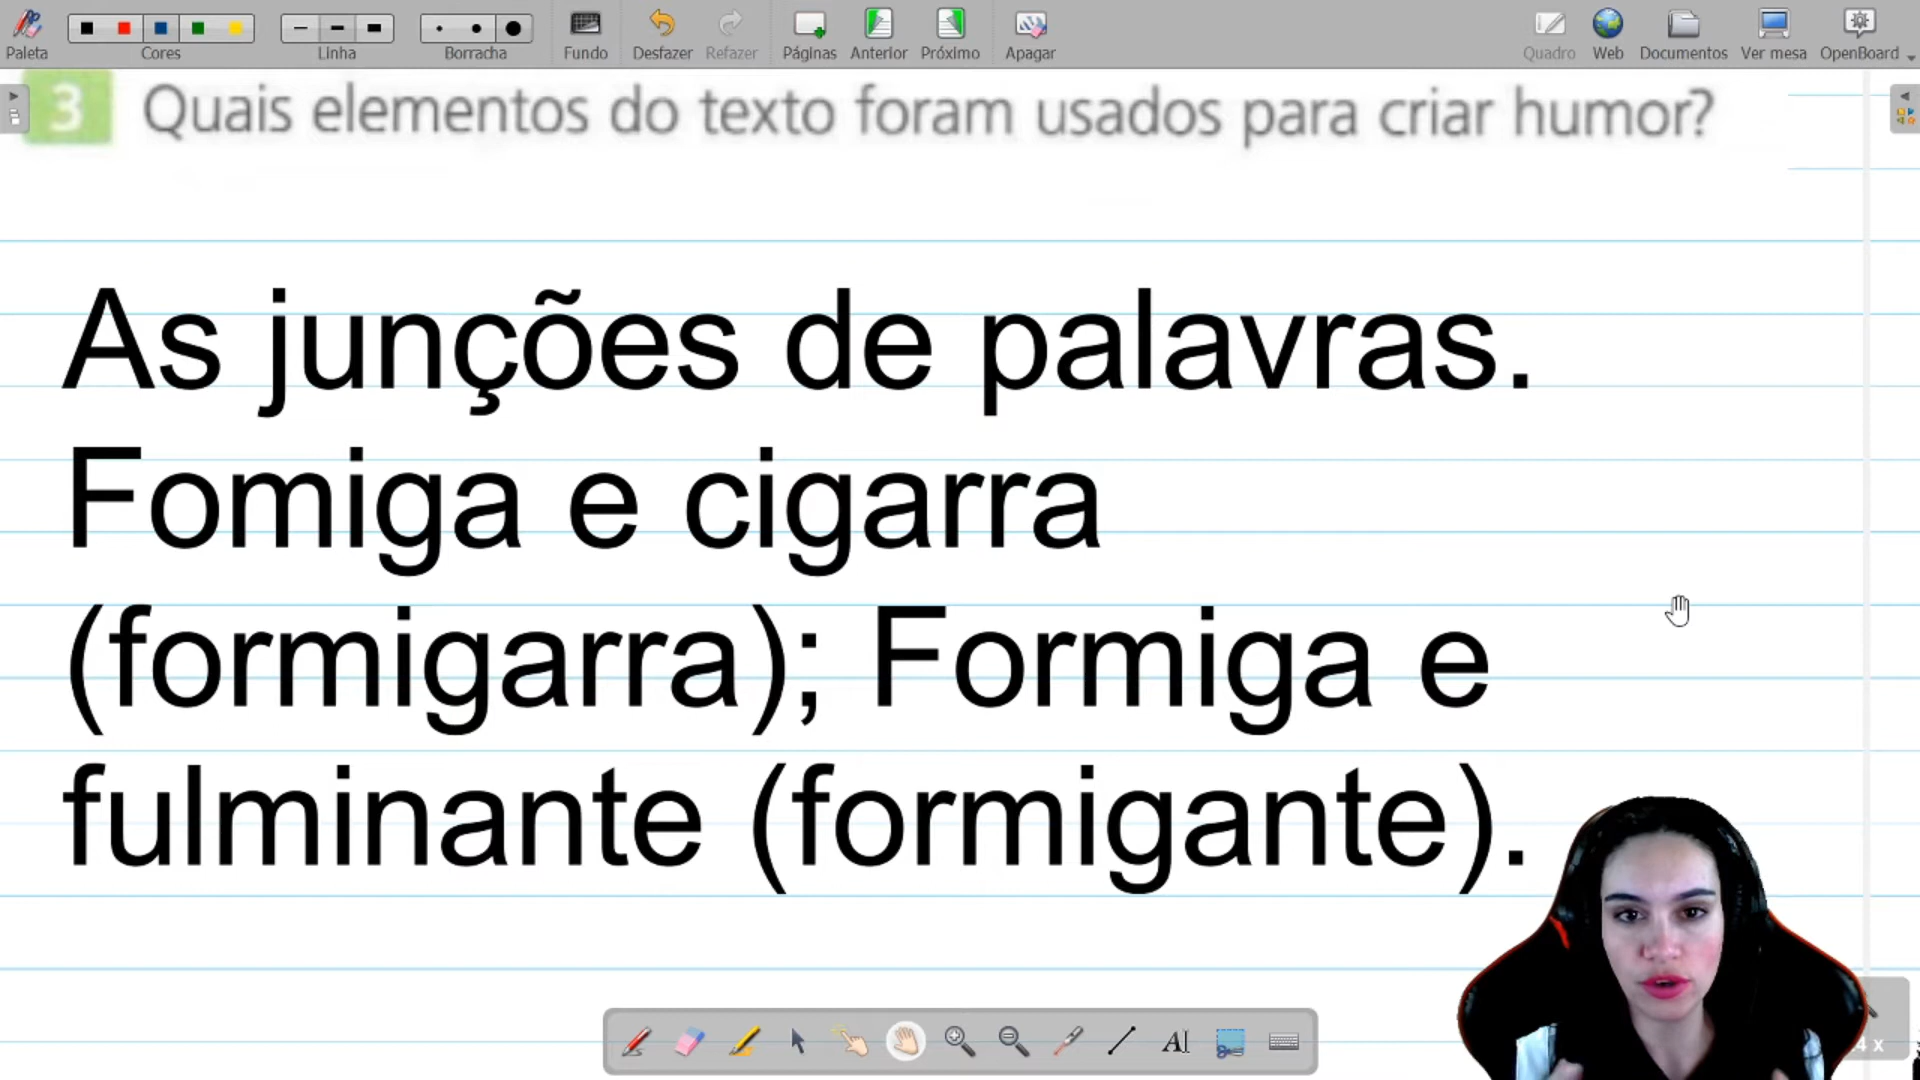 Paleta Cores Linha Borracha Fundo Desfazer Refazer Páginas Anterior Próximo Apagar Quadro Web Documentos Ver mesa OpenBoard
3 Quais elementos do texto foram usados para criar humor?
As junções de palavras.
Fomiga e cigarra
(formigarra); Formiga e
fulminante (formigante).